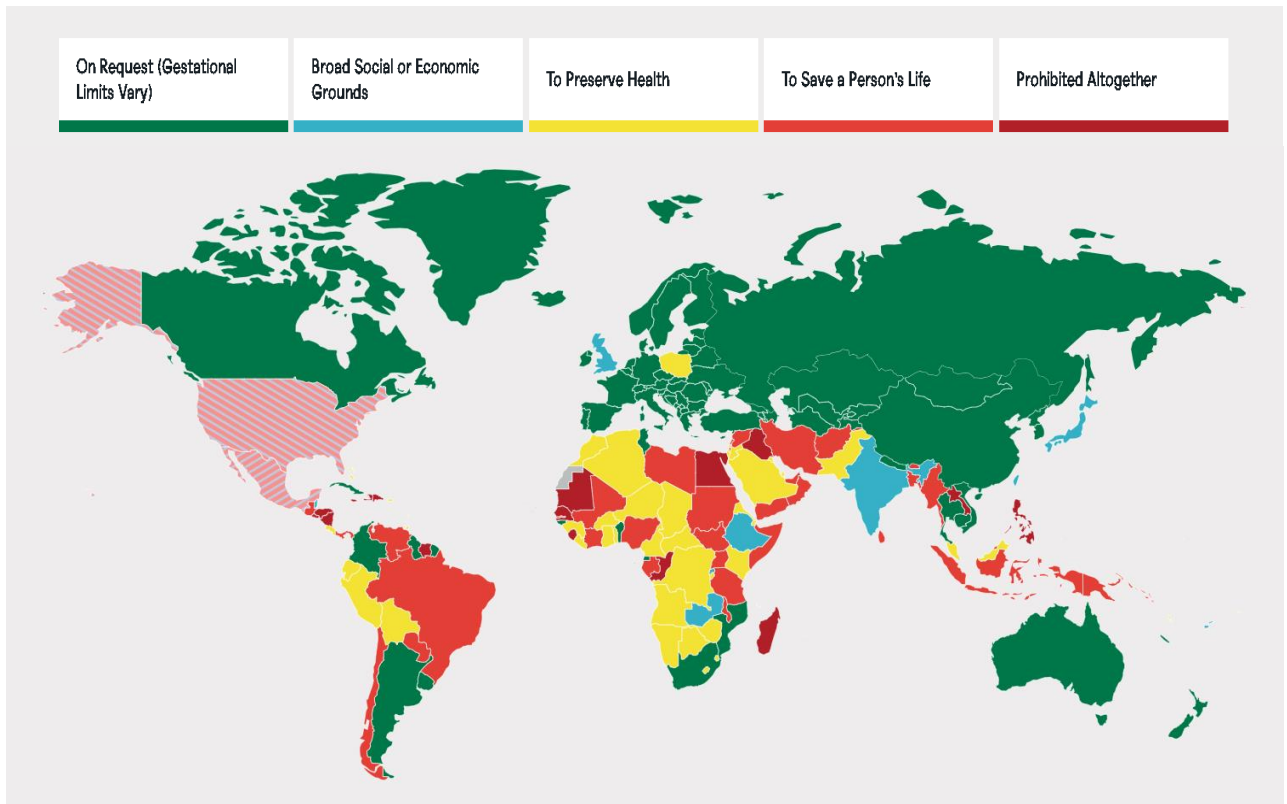 On Request (Gestational
Limits Vary)
Broad Social or Economic
Grounds
To Preserve Health
To Save a Person's Life
Prohibited Altogether